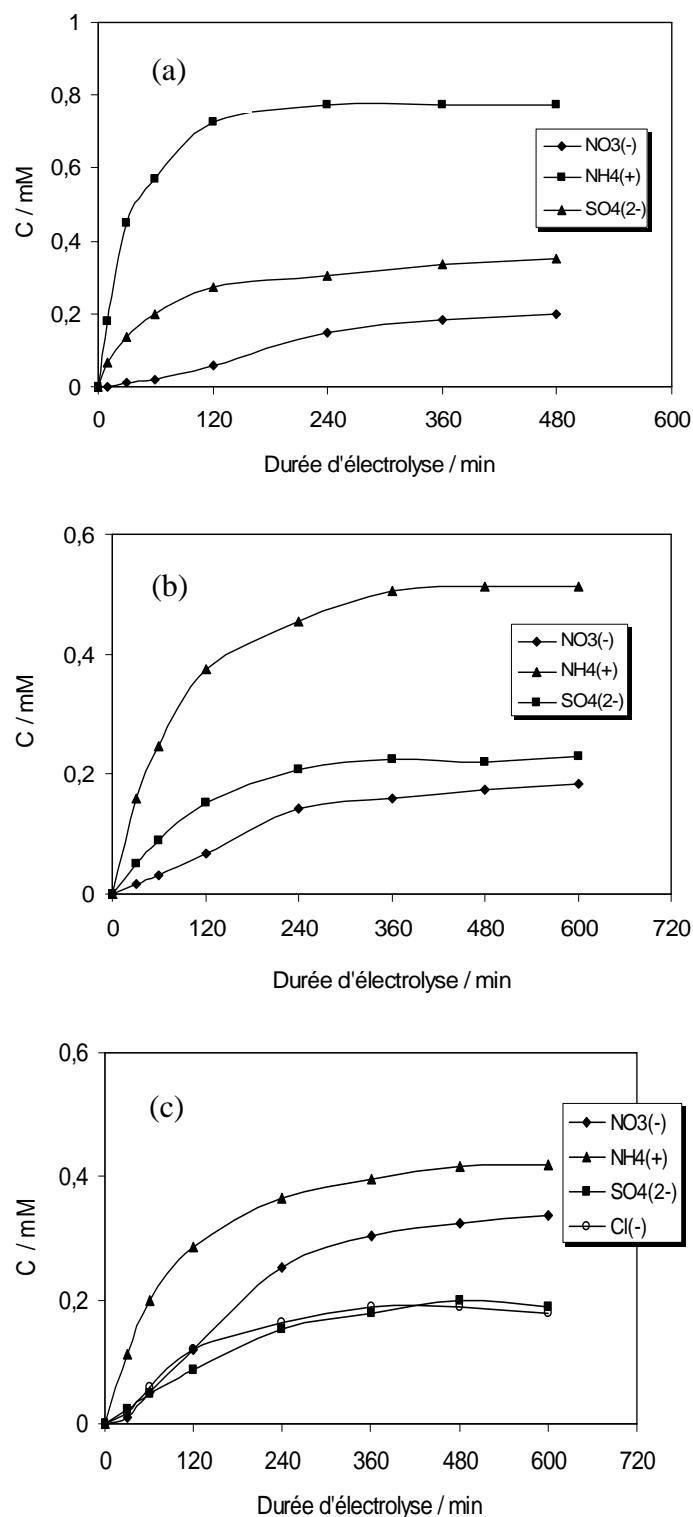 (a)
C / mM
1
0,8
0,6
0,4
0,2
0
0 120 240 360 480 600
NO3(-)
NH4(+)
SO4(2-)
Durée d'électrolyse / min
(b)
C / mM
0,6
0,4
0,2
0
0 120 240 360 480 600 720
NO3(-)
NH4(+)
SO4(2-)
Durée d'électrolyse / min
(c)
C / mM
0,6
0,4
0,2
0
0 120 240 360 480 600 720
NO3(-)
NH4(+)
SO4(2-)
Cl(-)
Durée d'électrolyse / min